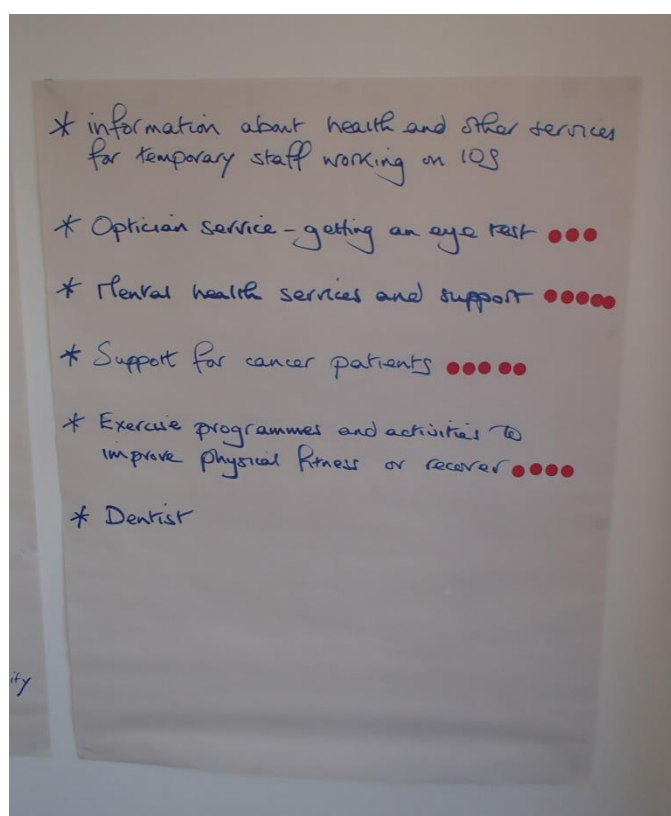 * information about health and other services
for temporary staff working on IOS
* Optician service - getting an eye test
* Mental health services and support
* Support for cancer patients
* Exercise programmes and activities to
improve physical fitness or recover
* Dentist
ity